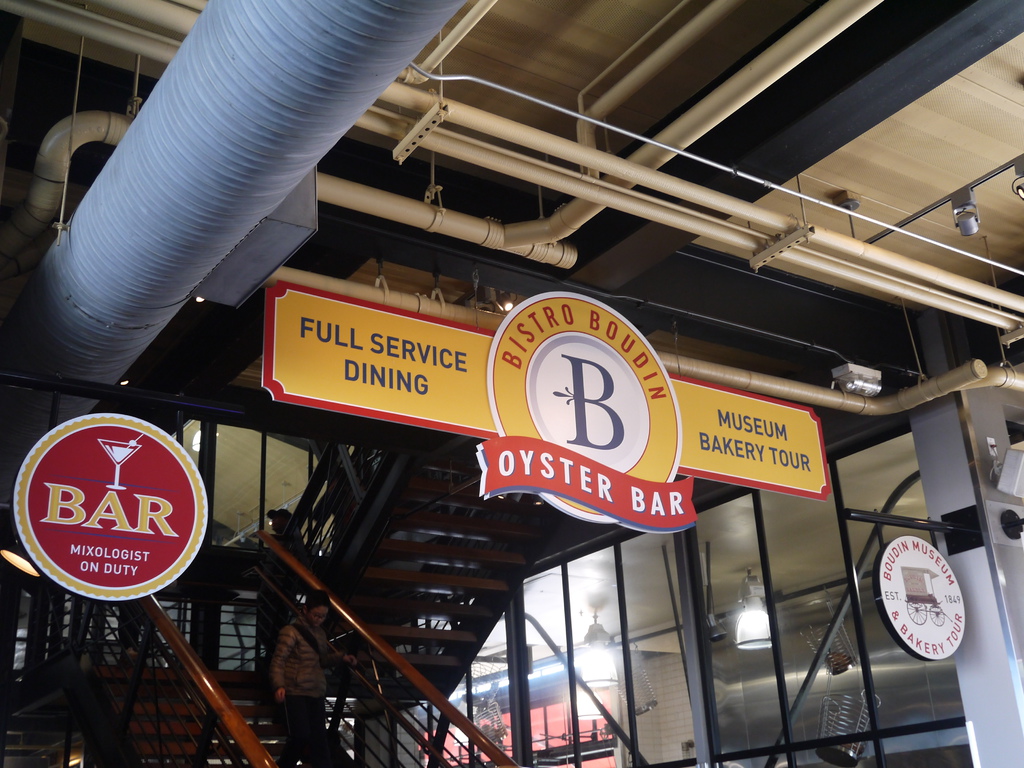 FULL SERVICE
DINING
BISTRO BOUDIN
B
OYSTER BAR
MUSEUM
BAKERY TOUR
BAR
MIXOLOGIST
ON DUTY
BOUDIN MUSEUM
EST. 1849
& BAKERY TOUR